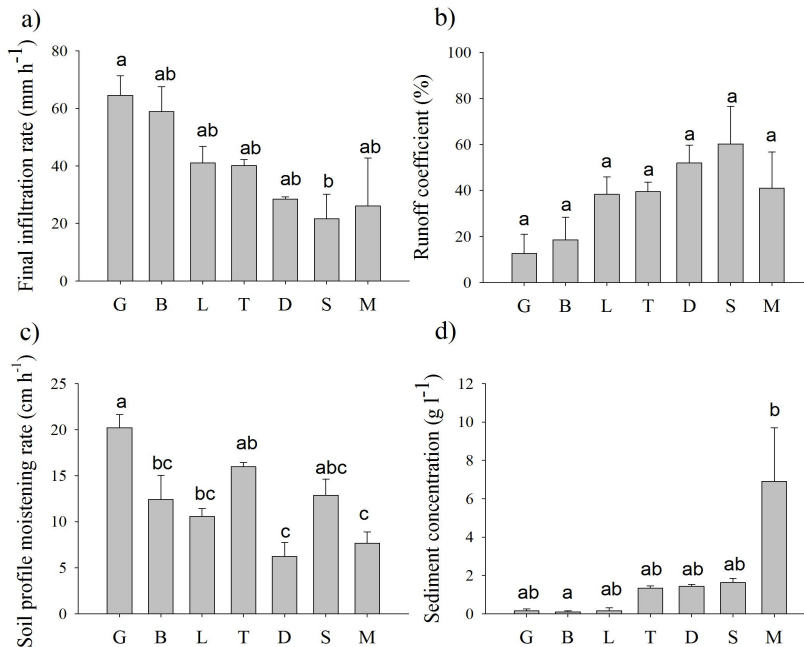 a)
Final infiltration rate (mm h-1)
80
60
40
20
0
a
ab
ab
ab
ab
b
ab
G B L T D S M
b)
Runoff coefficient (%)
100
80
60
40
20
0
a
a
a
a
a
a
a
G B L T D S M
c)
Soil profile moistening rate (cm h-1)
25
20
15
10
5
0
a
bc
bc
ab
c
abc
c
G B L T D S M
d)
Sediment concentration (g l-1)
12
10
8
6
4
2
0
ab
a
ab
ab
ab
ab
b
G B L T D S M